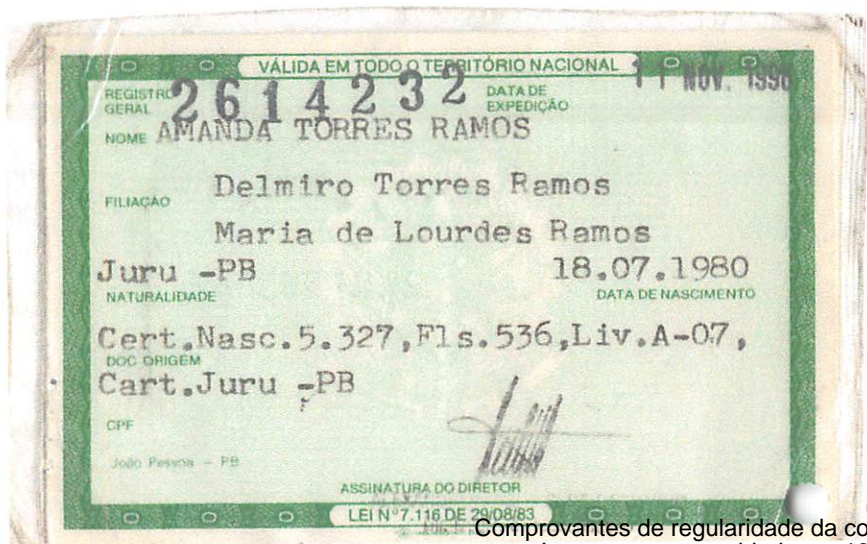 VÁLIDA EM TODO O TERRITÓRIO NACIONAL
REGISTRO GERAL 2614232 DATA DE EXPEDIÇÃO 11 NOV. 1996
NOME AMANDA TORRES RAMOS
FILIAÇÃO Delmiro Torres Ramos
Maria de Lourdes Ramos
Juru -PB 18.07.1980
NATURALIDADE DATA DE NASCIMENTO
Cert.Nasc.5.327,Fls.536,Liv.A-07,
DOC ORIGEM
Cart.Juru -PB
CPF
João Pessoa - PB
ASSINATURA DO DIRETOR
LEI Nº 7.116 DE 29/08/83
Comprovantes de regularidade da